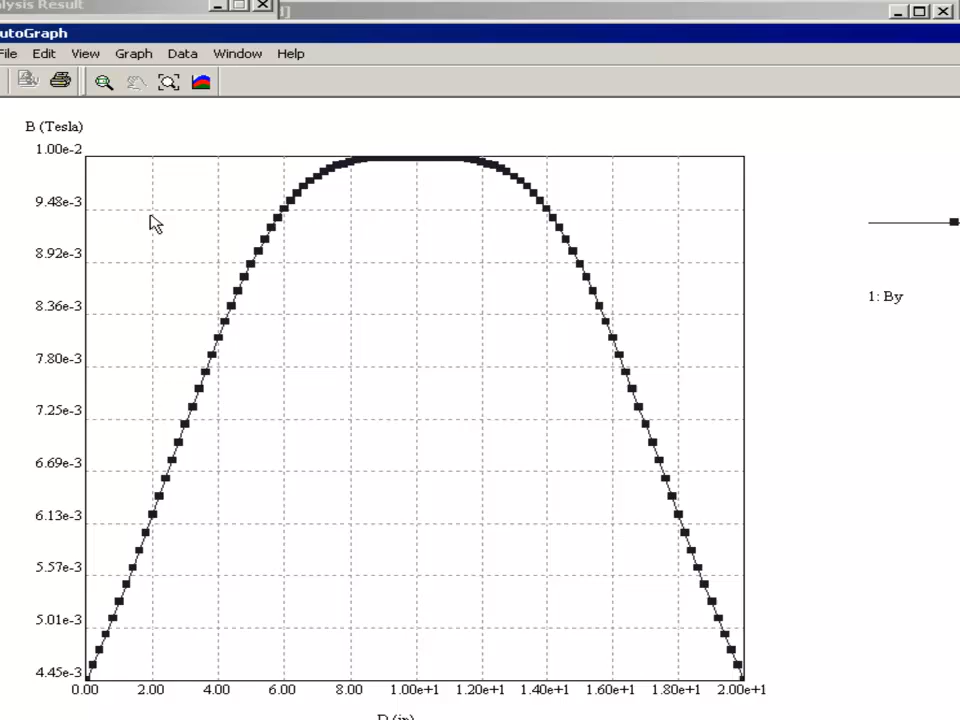 alysis Result
utoGraph
File Edit View Graph Data Window Help
B (Tesla)
1.00e-2
9.48e-3
8.92e-3
8.36e-3
7.80e-3
7.25e-3
6.69e-3
6.13e-3
5.57e-3
5.01e-3
4.45e-3
0.00 2.00 4.00 6.00 8.00 1.00e+1 1.20e+1 1.40e+1 1.60e+1 1.80e+1 2.00e+1
1: By